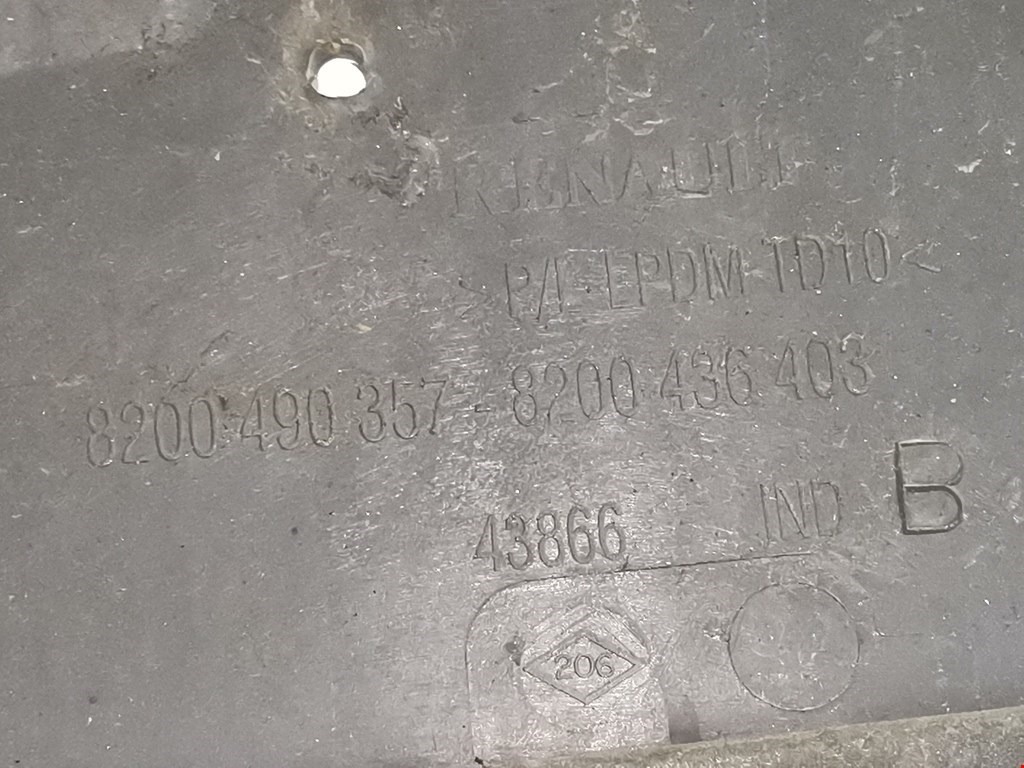 RENAULT
>P/E-EPDM-TD10<
8200 490 357 - 8200 436 403
43866 IND B
206